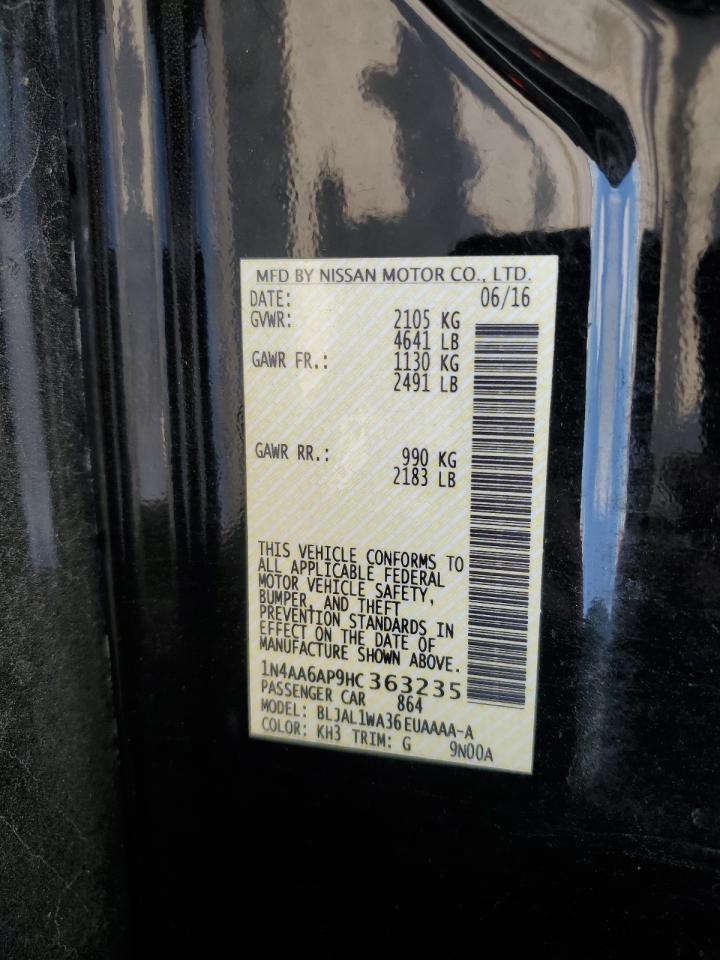 MFD BY NISSAN MOTOR CO., LTD.
DATE: 06/16
GVWR: 2105 KG
4641 LB
GAWR FR.: 1130 KG
2491 LB
GAWR RR.: 990 KG
2183 LB
THIS VEHICLE CONFORMS TO
ALL APPLICABLE FEDERAL
MOTOR VEHICLE SAFETY,
BUMPER, AND THEFT
PREVENTION STANDARDS IN
EFFECT ON THE DATE OF
MANUFACTURE SHOWN ABOVE.
1N4AA6AP9HC363235
PASSENGER CAR 864
MODEL: BLJAL1WA36EUAAAA-A
COLOR: KH3 TRIM: G 9N00A